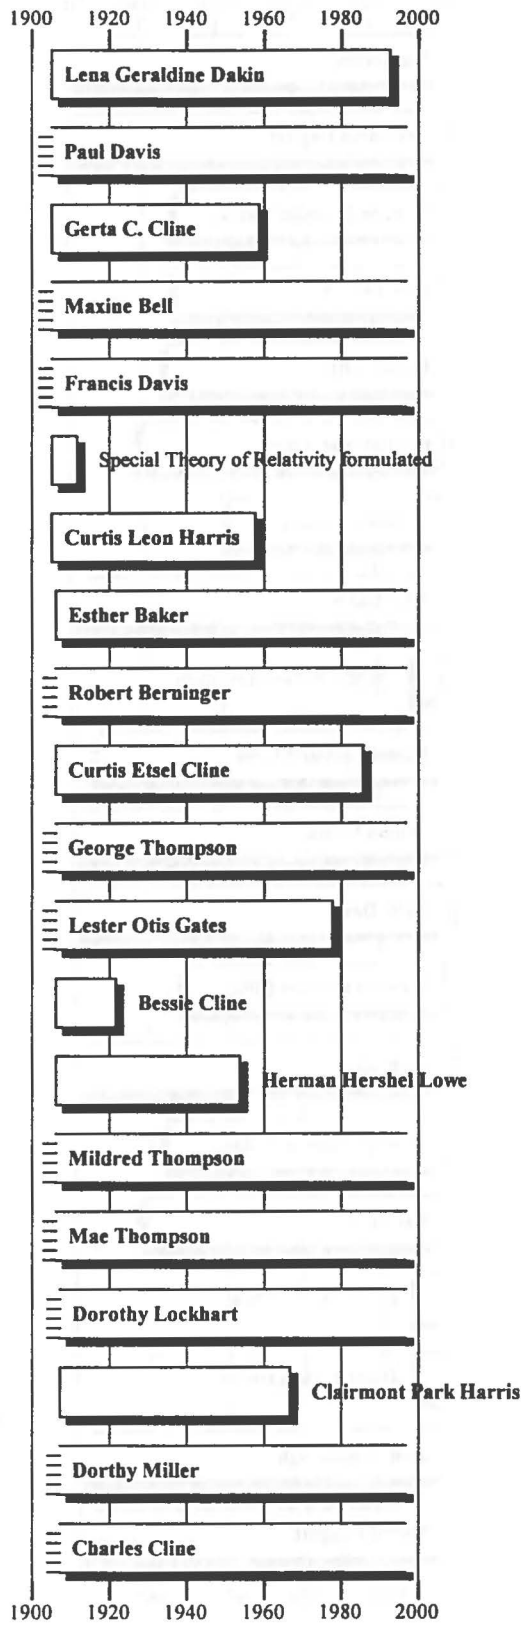 1900 1920 1940 1960 1980 2000
Lena Geraldine Dakin
Paul Davis
Gerta C. Cline
Maxine Bell
Francis Davis
Special Theory of Relativity formulated
Curtis Leon Harris
Esther Baker
Robert Berninger
Curtis Etsel Cline
George Thompson
Lester Otis Gates
Bessie Cline
Herman Hershel Lowe
Mildred Thompson
Mae Thompson
Dorothy Lockhart
Clairmont Park Harris
Dorthy Miller
Charles Cline
1900 1920 1940 1960 1980 2000